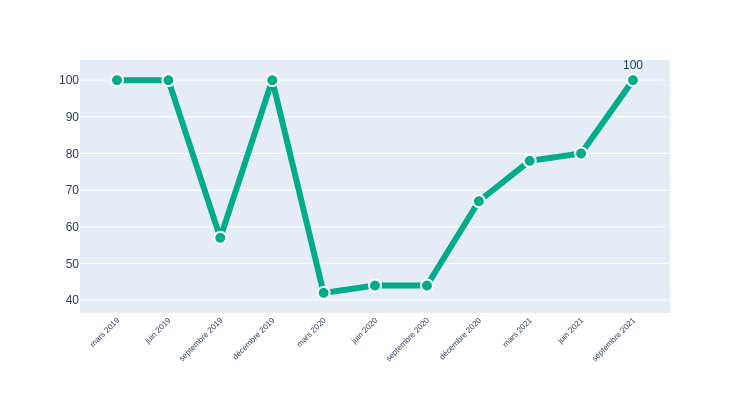 100
100
90
80
70
60
50
40
mars 2019
juin 2019
septembre 2019
décembre 2019
mars 2020
juin 2020
septembre 2020
décembre 2020
mars 2021
juin 2021
septembre 2021